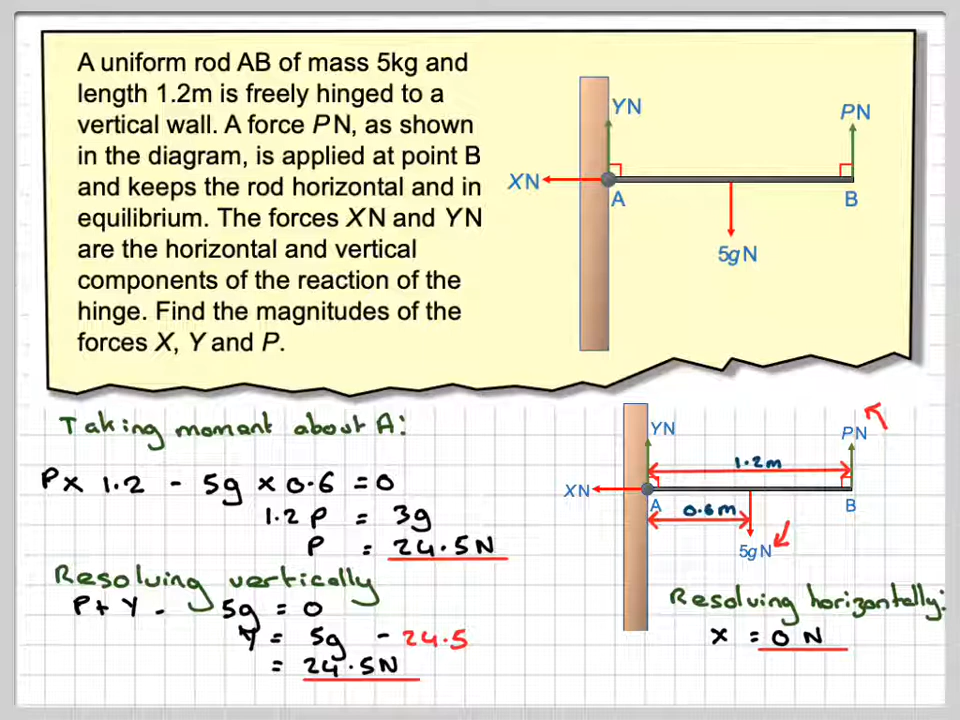 A uniform rod AB of mass 5kg and
length 1.2m is freely hinged to a
vertical wall. A force PN, as shown
in the diagram, is applied at point B
and keeps the rod horizontal and in
equilibrium. The forces XN and YN
are the horizontal and vertical
components of the reaction of the
hinge. Find the magnitudes of the
forces X, Y and P.
YN
PN
XN
A
B
5gN
Taking moment about A:
P x 1.2 - 5g x 0.6 = 0
1.2P = 3g
P = 24.5N
Resolving vertically
P + Y - 5g = 0
Y = 5g - 24.5
= 24.5N
YN
PN
1.2m
XN
A
0.6m
B
5gN
Resolving horizontally:
X = 0 N